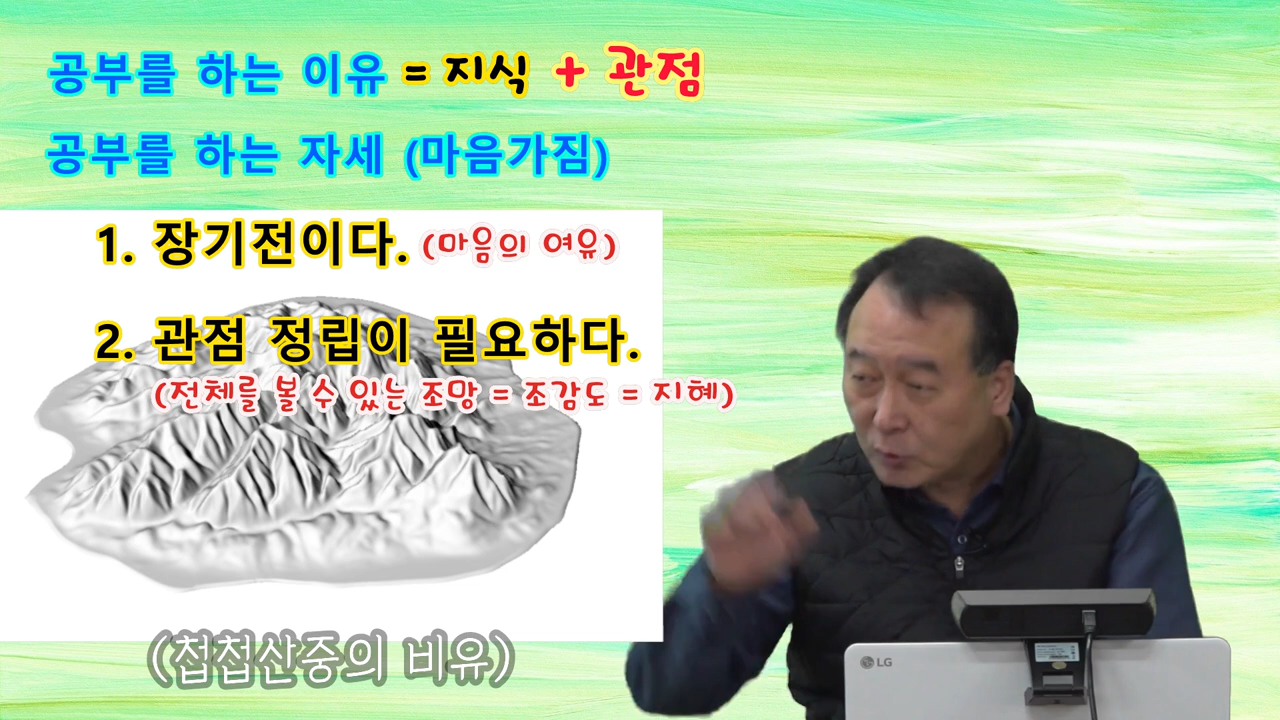 공부를 하는 이유 = 지식 + 관점
공부를 하는 자세 (마음가짐)
1. 장기전이다. (마음의 여유)
2. 관점 정립이 필요하다.
(전체를 볼 수 있는 조망 = 조감도 = 지혜)
(첩첩산중의 비유)
LG